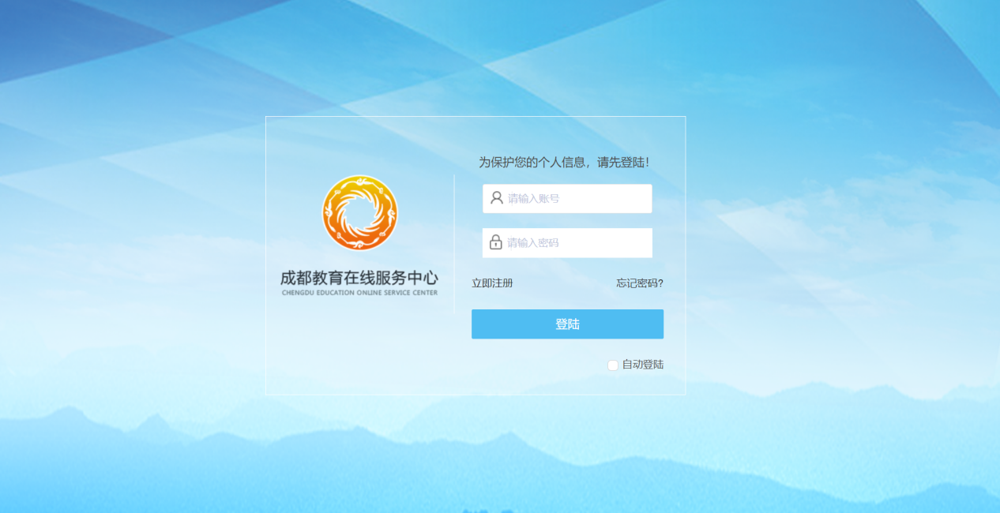 为保护您的个人信息，请先登陆！
请输入账号
请输入密码
成都教育在线服务中心
CHENGDU EDUCATION ONLINE SERVICE CENTER
立即注册
忘记密码?
登陆
自动登陆